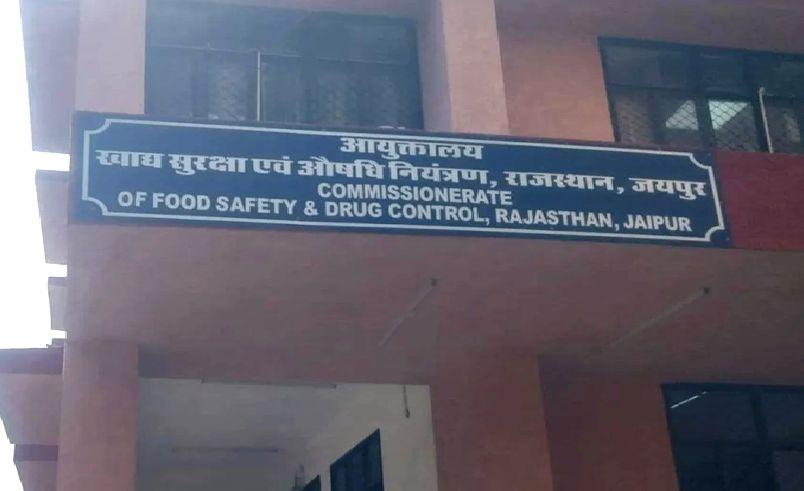 आयुक्तालय
खाद्य सुरक्षा एवं औषधि नियंत्रण, राजस्थान, जयपुर
COMMISSIONERATE
OF FOOD SAFETY & DRUG CONTROL, RAJASTHAN, JAIPUR